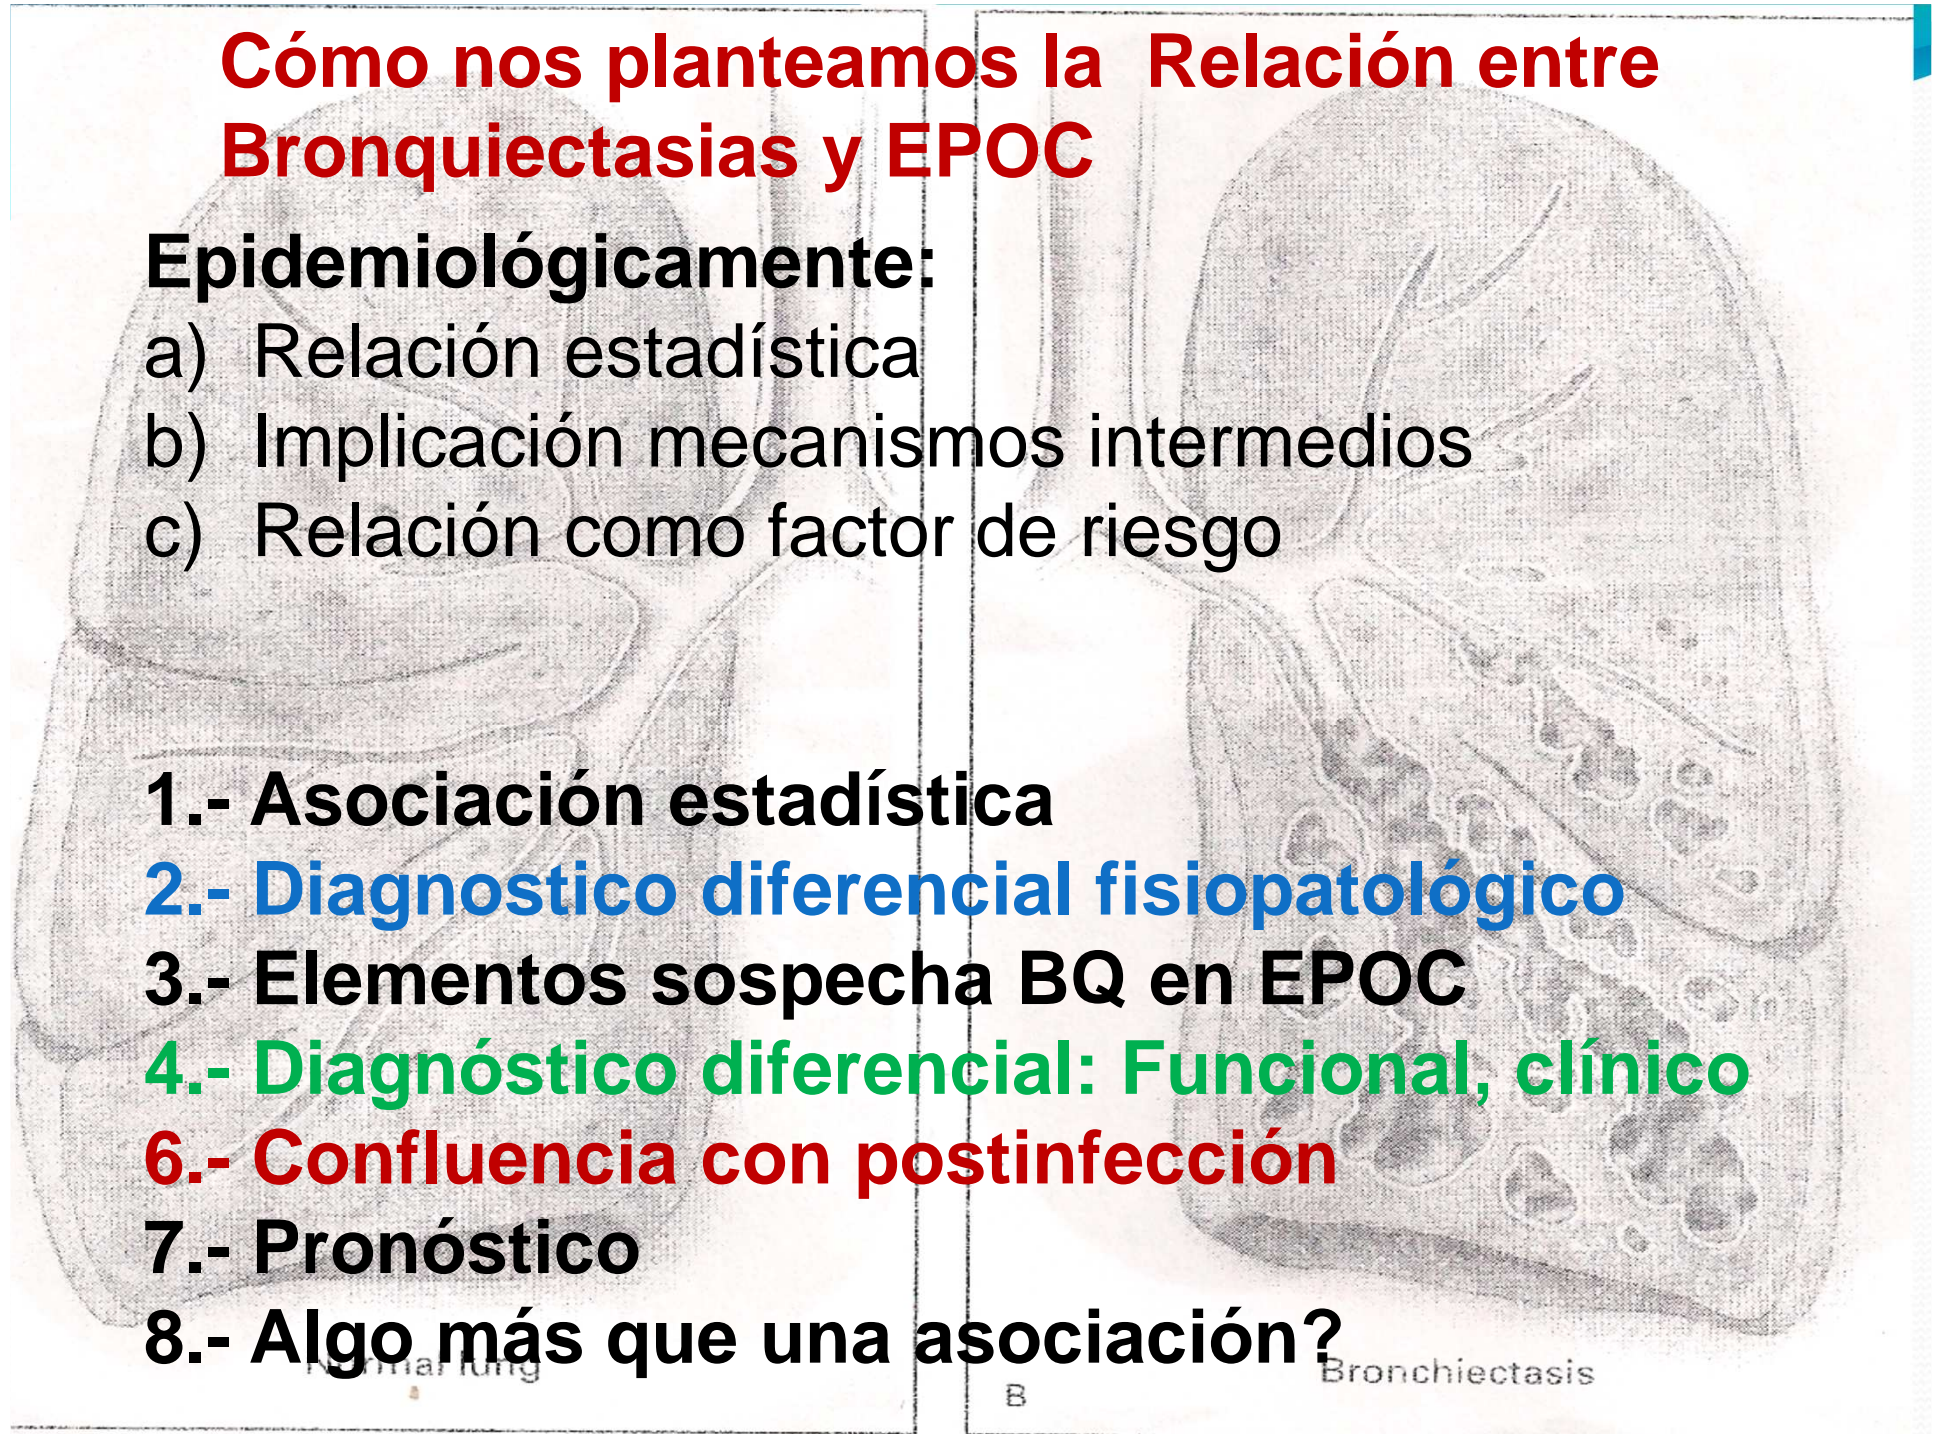 Cómo nos planteamos la Relación entre
Bronquiectasias y EPOC
Epidemiológicamente:
a) Relación estadística
b) Implicación mecanismos intermedios
c) Relación como factor de riesgo
1.- Asociación estadística
2.- Diagnostico diferencial fisiopatológico
3.- Elementos sospecha BQ en EPOC
4.- Diagnóstico diferencial: Funcional, clínico
6.- Confluencia con postinfección
7.- Pronóstico
8.- Algo más que una asociación?
Normal lung
Bronchiectasis
B